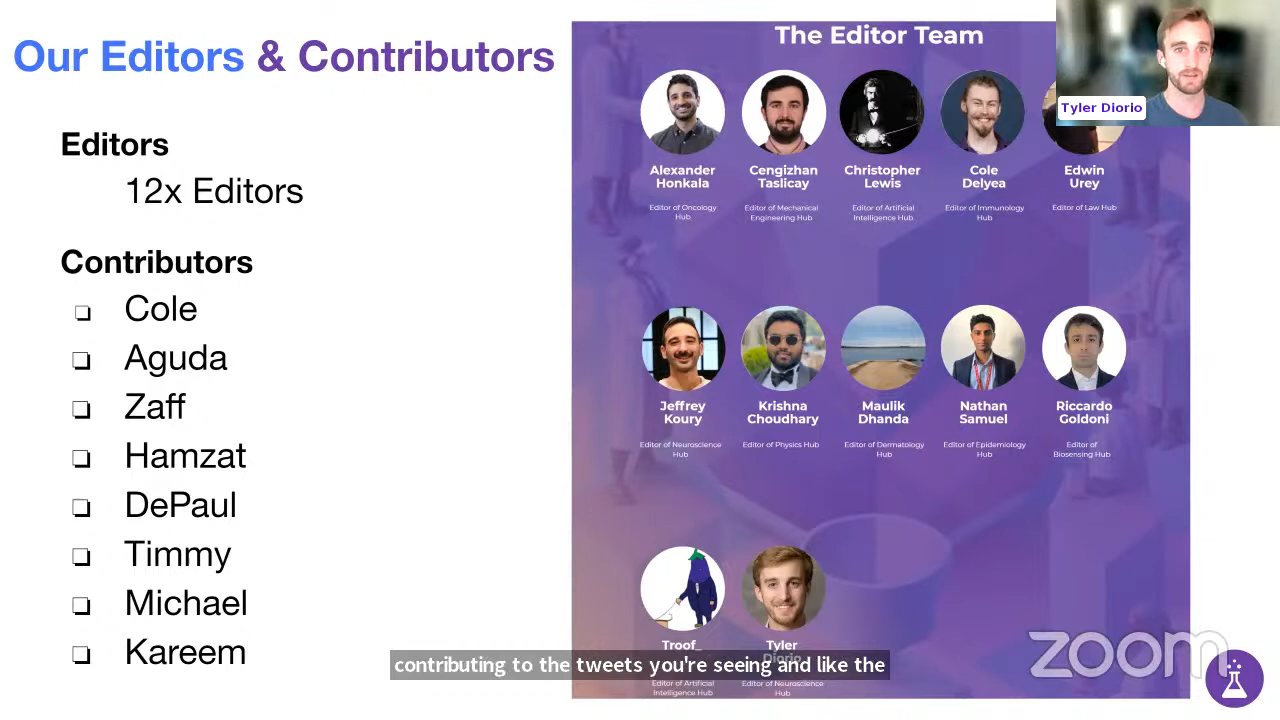 Our Editors & Contributors
Editors
12x Editors
Contributors
❏ Cole
❏ Aguda
❏ Zaff
❏ Hamzat
❏ DePaul
❏ Timmy
❏ Michael
❏ Kareem
The Editor Team
Alexander
Honkala
Editor of Oncology
Hub
Cengizhan
Taslicay
Editor of Mechanical
Engineering Hub
Christopher
Lewis
Editor of Artificial
Intelligence Hub
Cole
Delyea
Editor of Immunology
Hub
Edwin
Urey
Editor of Law Hub
Jeffrey
Koury
Editor of Neuroscience
Hub
Krishna
Choudhary
Editor of Physics Hub
Maulik
Dhanda
Editor of Dermatology
Hub
Nathan
Samuel
Editor of Epidemiology
Hub
Riccardo
Goldoni
Editor of
Biosensing Hub
Troof_
Editor of Artificial
Intelligence Hub
Tyler
Diorio
Editor of Neuroscience
Hub
Tyler Diorio
contributing to the tweets you're seeing and like the
zoom